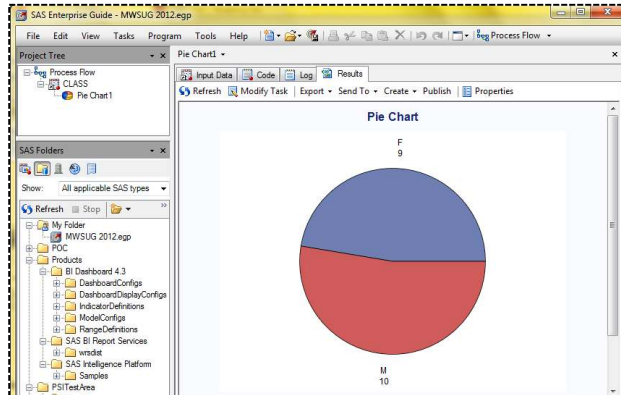 SAS Enterprise Guide - MWSUG 2012.egp
File Edit View Tasks Program Tools Help Process Flow
Project Tree
Process Flow
CLASS
Pie Chart1
SAS Folders
Show: All applicable SAS types
Refresh Stop
My Folder
MWSUG 2012.egp
POC
Products
BI Dashboard 4.3
DashboardConfigs
DashboardDisplayConfigs
IndicatorDefinitions
ModelConfigs
RangeDefinitions
SAS BI Report Services
wrsdist
SAS Intelligence Platform
Samples
PSITestArea
Pie Chart1
Input Data Code Log Results
Refresh Modify Task Export Send To Create Publish Properties
Pie Chart
F
9
M
10